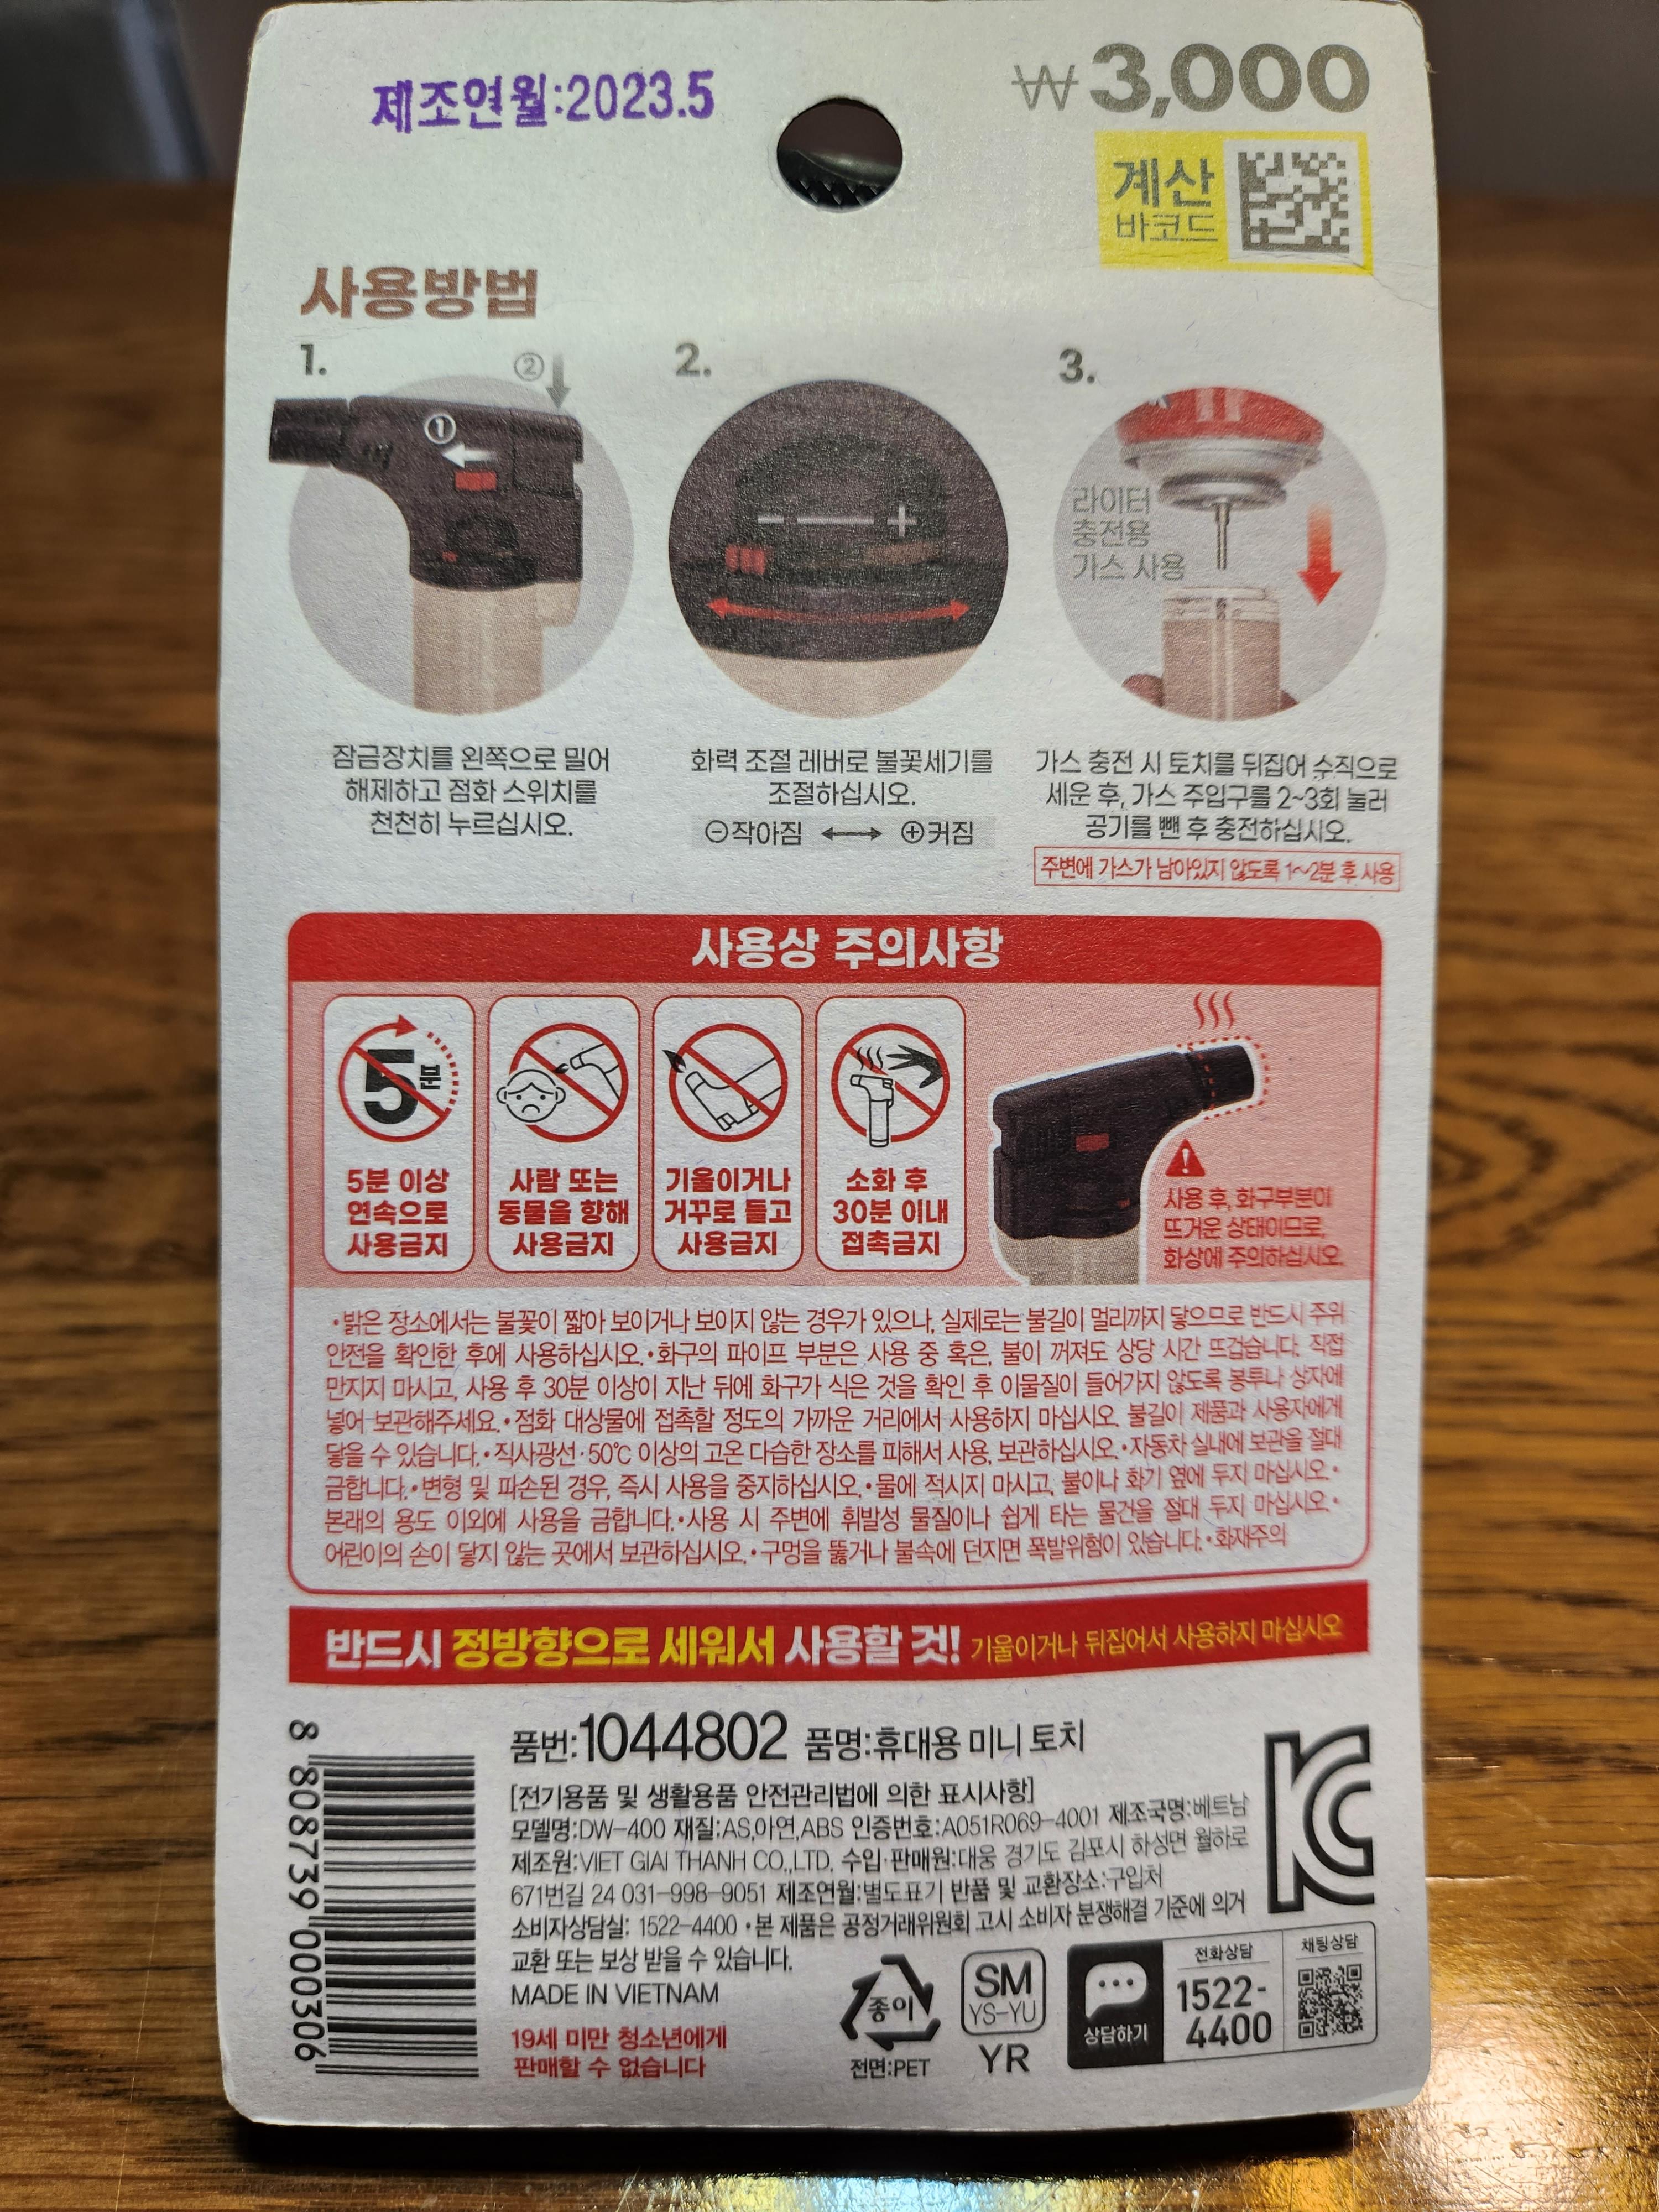 제조연월:2023.5
₩3,000
계산
바코드
사용방법
1.
②
①
2.
− +
3.
라이터
충전용
가스 사용
잠금장치를 왼쪽으로 밀어
해제하고 점화 스위치를
천천히 누르십시오.
화력 조절 레버로 불꽃세기를
조절하십시오.
⊖작아짐 ⟷ ⊕커짐
가스 충전 시 토치를 뒤집어 수직으로
세운 후, 가스 주입구를 2~3회 눌러
공기를 뺀 후 충전하십시오.
주변에 가스가 남아있지 않도록 1~2분 후 사용
사용상 주의사항
5분
5분 이상
연속으로
사용금지
사람 또는
동물을 향해
사용금지
기울이거나
거꾸로 들고
사용금지
소화 후
30분 이내
접촉금지
사용 후, 화구부분이
뜨거운 상태이므로,
화상에 주의하십시오.
•밝은 장소에서는 불꽃이 짧아 보이거나 보이지 않는 경우가 있으나, 실제로는 불길이 멀리까지 닿으므로 반드시 주위
안전을 확인한 후에 사용하십시오.•화구의 파이프 부분은 사용 중 혹은, 불이 꺼져도 상당 시간 뜨겁습니다. 직접
만지지 마시고, 사용 후 30분 이상이 지난 뒤에 화구가 식은 것을 확인 후 이물질이 들어가지 않도록 봉투나 상자에
넣어 보관해주세요.•점화 대상물에 접촉할 정도의 가까운 거리에서 사용하지 마십시오. 불길이 제품과 사용자에게
닿을 수 있습니다.•직사광선·50℃ 이상의 고온 다습한 장소를 피해서 사용, 보관하십시오.•자동차 실내에 보관을 절대
금합니다.•변형 및 파손된 경우, 즉시 사용을 중지하십시오.•물에 적시지 마시고, 불이나 화기 옆에 두지 마십시오.•
본래의 용도 이외에 사용을 금합니다.•사용 시 주변에 휘발성 물질이나 쉽게 타는 물건을 절대 두지 마십시오.•
어린이의 손이 닿지 않는 곳에서 보관하십시오.•구멍을 뚫거나 불속에 던지면 폭발위험이 있습니다.•화재주의
반드시 정방향으로 세워서 사용할 것! 기울이거나 뒤집어서 사용하지 마십시오
8 808739 000306
품번:1044802 품명:휴대용 미니 토치
[전기용품 및 생활용품 안전관리법에 의한 표시사항]
모델명:DW-400 재질:AS,아연,ABS 인증번호:A051R069-4001 제조국명:베트남
제조원:VIET GIAI THANH CO.,LTD. 수입·판매원:대웅 경기도 김포시 하성면 월하로
671번길 24 031-998-9051 제조연월:별도표기 반품 및 교환장소:구입처
소비자상담실: 1522-4400 •본 제품은 공정거래위원회 고시 소비자 분쟁해결 기준에 의거
교환 또는 보상 받을 수 있습니다.
MADE IN VIETNAM
19세 미만 청소년에게
판매할 수 없습니다
종이
전면:PET
SM
YS-YU
YR
상담하기
전화상담
1522-
4400
채팅상담